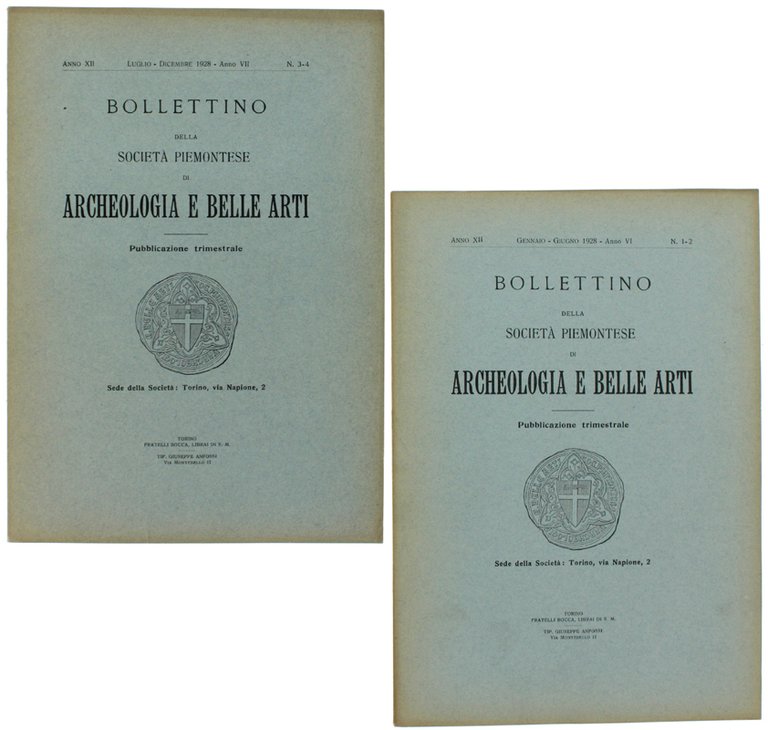 ANNO XII LUGLIO - DICEMBRE 1928 - ANNO VII N. 3-4
BOLLETTINO
DELLA
SOCIETÀ PIEMONTESE
DI
ARCHEOLOGIA E BELLE ARTI
Pubblicazione trimestrale
Sede della Società: Torino, via Napione, 2
TORINO
FRATELLI BOCCA, LIBRAI DI S. M.
TIP. GIUSEPPE ANFOSSI
VIA MONTEBELLO 11
ANNO XII GENNAIO - GIUGNO 1928 - ANNO VI N. 1-2
BOLLETTINO
DELLA
SOCIETÀ PIEMONTESE
DI
ARCHEOLOGIA E BELLE ARTI
Pubblicazione trimestrale
Sede della Società: Torino, via Napione, 2
TORINO
FRATELLI BOCCA, LIBRAI DI S. M.
TIP. GIUSEPPE ANFOSSI
VIA MONTEBELLO 11